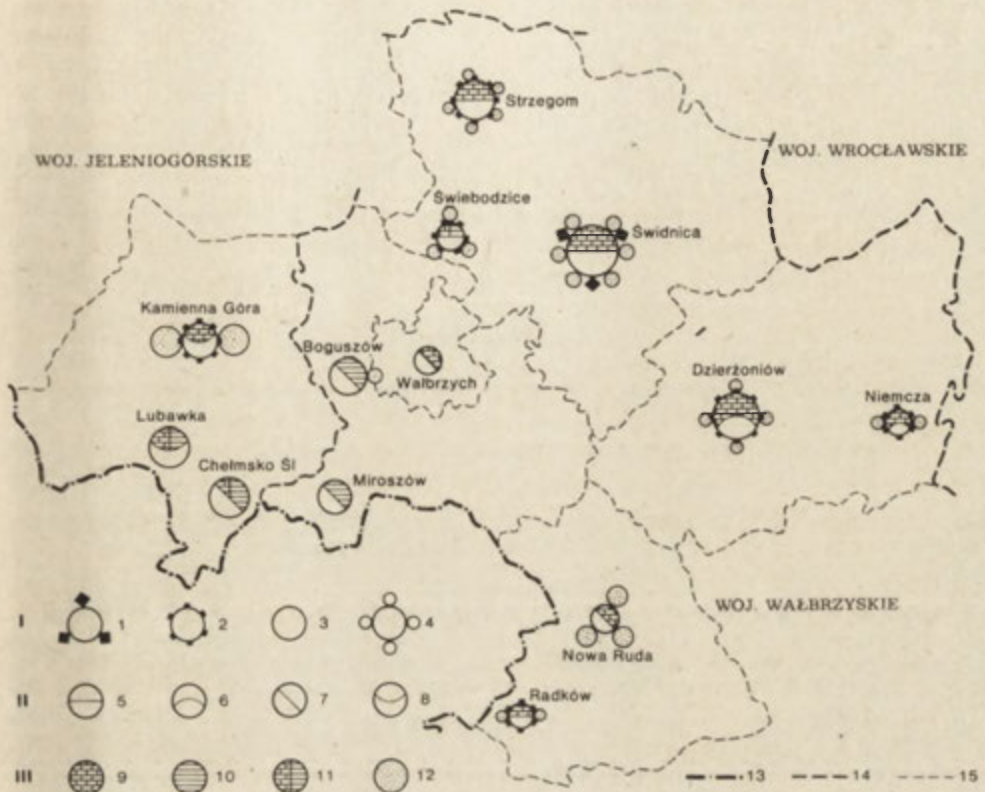 Strzegom
WOJ. JELENIOGÓRSKIE
WOJ. WROCŁAWSKIE
Świebodzice
Świdnica
Kamienna Góra
Boguszów
Wałbrzych
Dzierżoniów
Niemcza
Lubawka
Chełmsko Śl
Miroszów
WOJ. WAŁBRZYSKIE
Nowa Ruda
Radków
I 1 2 3 4
II 5 6 7 8
III 9 10 11 12
13 14 15